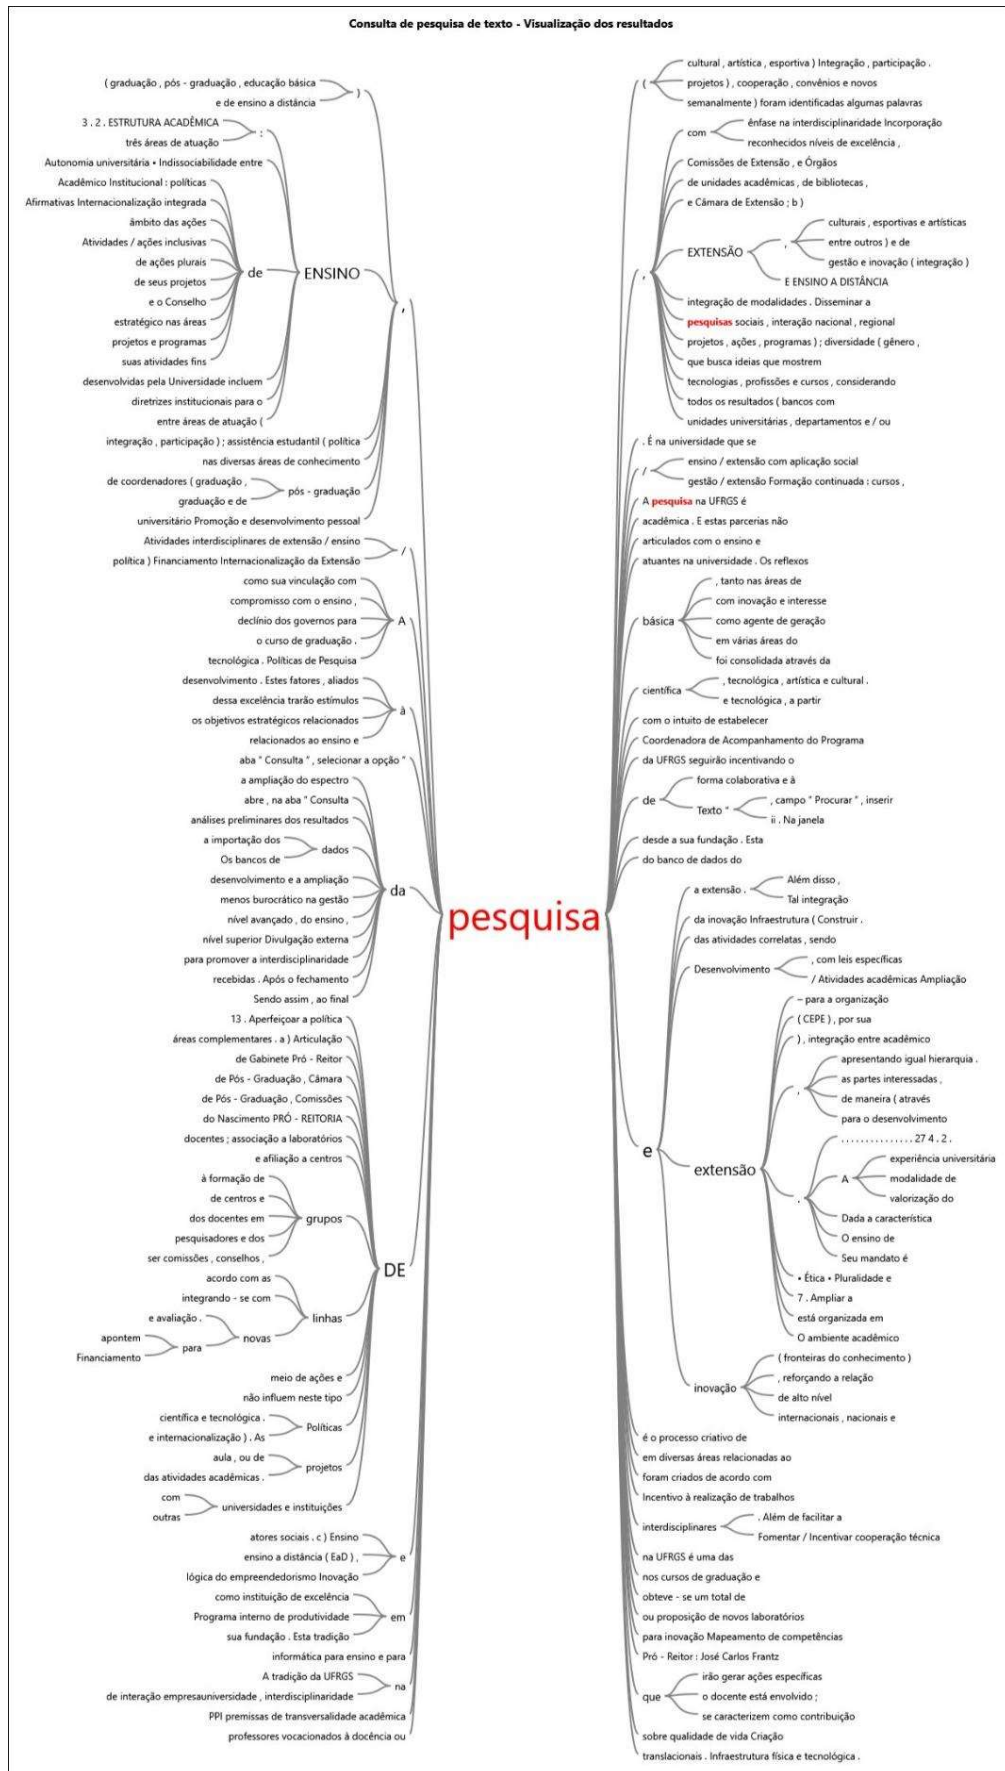 Consulta de pesquisa de texto - Visualização dos resultados
( graduação , pós - graduação , educação básica
e de ensino a distância
)
3 . 2 . ESTRUTURA ACADÊMICA
três áreas de atuação
:
Autonomia universitária • Indissociabilidade entre
Acadêmico Institucional : políticas
Afirmativas Internacionalização integrada
âmbito das ações
Atividades / ações inclusivas
de ações plurais
de seus projetos
e o Conselho
estratégico nas áreas
projetos e programas
suas atividades fins
de
desenvolvidas pela Universidade incluem
diretrizes institucionais para o
entre áreas de atuação (
ENSINO
integração , participação ) ; assistência estudantil ( política
nas diversas áreas de conhecimento
de coordenadores ( graduação ,
graduação e de
pós - graduação
universitário Promoção e desenvolvimento pessoal
,
Atividades interdisciplinares de extensão / ensino
política ) Financiamento Internacionalização da Extensão
/
como sua vinculação com
compromisso com o ensino ,
declínio dos governos para
o curso de graduação .
tecnológica . Políticas de Pesquisa
A
desenvolvimento . Estes fatores , aliados
dessa excelência trarão estímulos
os objetivos estratégicos relacionados
relacionados ao ensino e
à
aba “ Consulta ” , selecionar a opção “
a ampliação do espectro
abre , na aba “ Consulta
análises preliminares dos resultados
a importação dos
Os bancos de
dados
desenvolvimento e a ampliação
menos burocrático na gestão
nível avançado , do ensino ,
nível superior Divulgação externa
para promover a interdisciplinaridade
recebidas . Após o fechamento
Sendo assim , ao final
da
13 . Aperfeiçoar a política
áreas complementares . a ) Articulação
de Gabinete Pró - Reitor
de Pós - Graduação , Câmara
de Pós - Graduação , Comissões
do Nascimento PRÓ - REITORIA
docentes ; associação a laboratórios
e afiliação a centros
à formação de
de centros e
dos docentes em
pesquisadores e dos
ser comissões , conselhos ,
grupos
acordo com as
integrando - se com
e avaliação .
apontem
Financiamento
para
novas
linhas
meio de ações e
não influem neste tipo
científica e tecnológica .
e internacionalização ) . As
Políticas
aula , ou de
das atividades acadêmicas .
projetos
com
outras
universidades e instituições
DE
atores sociais . c ) Ensino
ensino a distância ( EaD ) ,
lógica do empreendedorismo Inovação
e
como instituição de excelência
Programa interno de produtividade
sua fundação . Esta tradição
em
informática para ensino e para
A tradição da UFRGS
de interação empresauniversidade , interdisciplinaridade
na
PPI premissas de transversalidade acadêmica
professores vocacionados à docência ou
pesquisa
(
cultural , artística , esportiva ) Integração , participação .
projetos ) , cooperação , convênios e novos
semanalmente ) foram identificadas algumas palavras
,
com
ênfase na interdisciplinaridade Incorporação
reconhecidos níveis de excelência ,
Comissões de Extensão , e Órgãos
de unidades acadêmicas , de bibliotecas ,
e Câmara de Extensão ; b )
EXTENSÃO
,
culturais , esportivas e artísticas
entre outros ) e de
gestão e inovação ( integração )
E ENSINO A DISTÂNCIA
integração de modalidades . Disseminar a
pesquisas sociais , interação nacional , regional
projetos , ações , programas ) ; diversidade ( gênero ,
que busca ideias que mostrem
tecnologias , profissões e cursos , considerando
todos os resultados ( bancos com
unidades universitárias , departamentos e / ou
. É na universidade que se
/
ensino / extensão com aplicação social
gestão / extensão Formação continuada : cursos ,
A pesquisa na UFRGS é
acadêmica . E estas parcerias não
articulados com o ensino e
atuantes na universidade . Os reflexos
básica
, tanto nas áreas de
com inovação e interesse
como agente de geração
em várias áreas do
foi consolidada através da
científica
, tecnológica , artística e cultural .
e tecnológica , a partir
com o intuito de estabelecer
Coordenadora de Acompanhamento do Programa
da UFRGS seguirão incentivando o
de
forma colaborativa e à
Texto ”
, campo “ Procurar ” , inserir
ii . Na janela
desde a sua fundação . Esta
do banco de dados do
e
a extensão .
Além disso ,
Tal integração
da inovação Infraestrutura ( Construir .
das atividades correlatas , sendo
Desenvolvimento
, com leis específicas
/ Atividades acadêmicas Ampliação
extensão
– para a organização
( CEPE ) , por sua
) , integração entre acadêmico
,
apresentando igual hierarquia .
as partes interessadas ,
de maneira ( através
para o desenvolvimento
.
. . . . . . . . . . . . . . . 27 4 . 2 .
A
experiência universitária
modalidade de
valorização do
Dada a característica
O ensino de
Seu mandato é
• Ética • Pluralidade e
7 . Ampliar a
está organizada em
O ambiente acadêmico
inovação
( fronteiras do conhecimento )
, reforçando a relação
de alto nível
internacionais , nacionais e
é o processo criativo de
em diversas áreas relacionadas ao
foram criados de acordo com
Incentivo à realização de trabalhos
interdisciplinares
. Além de facilitar a
Fomentar / Incentivar cooperação técnica
na UFRGS é uma das
nos cursos de graduação e
obteve - se um total de
ou proposição de novos laboratórios
para inovação Mapeamento de competências
Pró - Reitor : José Carlos Frantz
que
irão gerar ações específicas
o docente está envolvido ;
se caracterizem como contribuição
sobre qualidade de vida Criação
translacionais . Infraestrutura física e tecnológica .